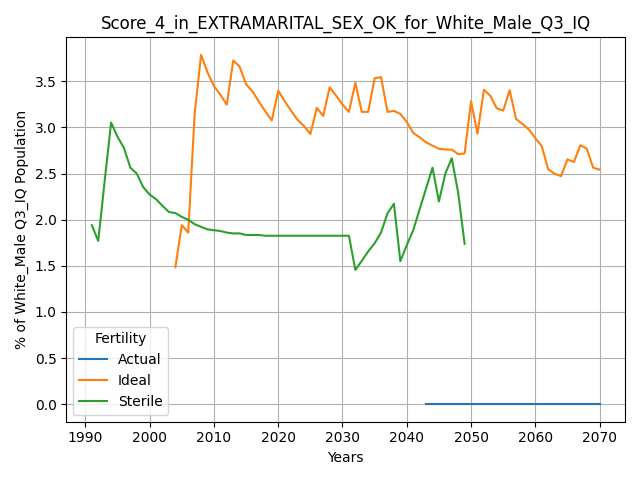 Score_4_in_EXTRAMARITAL_SEX_OK_for_White_Male_Q3_IQ
% of White_Male Q3_IQ Population
3.5
3.0
2.5
2.0
1.5
1.0
0.5
0.0
Fertility
Actual
Ideal
Sterile
1990 2000 2010 2020 2030 2040 2050 2060 2070
Years